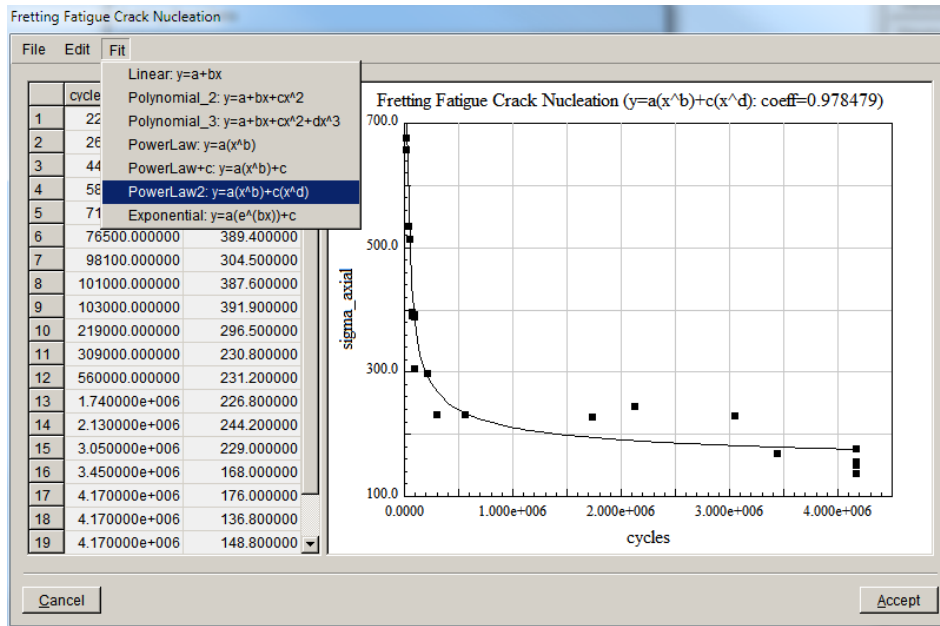 Fretting Fatigue Crack Nucleation
File Edit Fit
Linear: y=a+bx
Polynomial_2: y=a+bx+cx^2
Polynomial_3: y=a+bx+cx^2+dx^3
PowerLaw: y=a(x^b)
PowerLaw+c: y=a(x^b)+c
PowerLaw2: y=a(x^b)+c(x^d)
Exponential: y=a(e^(bx))+c
cycle
1 22
2 26
3 44
4 58
5 71
6 76500.000000 389.400000
7 98100.000000 304.500000
8 101000.000000 387.600000
9 103000.000000 391.900000
10 219000.000000 296.500000
11 309000.000000 230.800000
12 560000.000000 231.200000
13 1.740000e+006 226.800000
14 2.130000e+006 244.200000
15 3.050000e+006 229.000000
16 3.450000e+006 168.000000
17 4.170000e+006 176.000000
18 4.170000e+006 136.800000
19 4.170000e+006 148.800000
Fretting Fatigue Crack Nucleation (y=a(x^b)+c(x^d): coeff=0.978479)
700.0
500.0
300.0
100.0
sigma_axial
0.0000 1.000e+006 2.000e+006 3.000e+006 4.000e+006
cycles
Cancel Accept